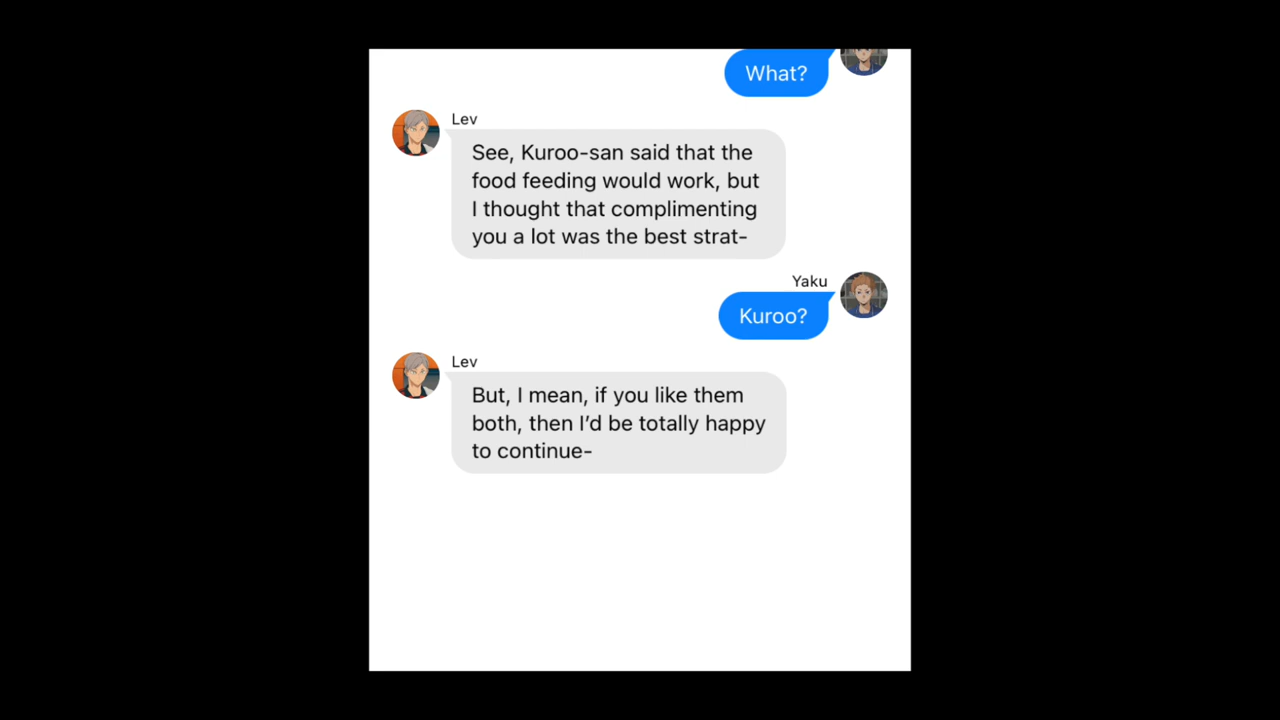 What?
Lev
See, Kuroo-san said that the
food feeding would work, but
I thought that complimenting
you a lot was the best strat-
Yaku
Kuroo?
Lev
But, I mean, if you like them
both, then I’d be totally happy
to continue-